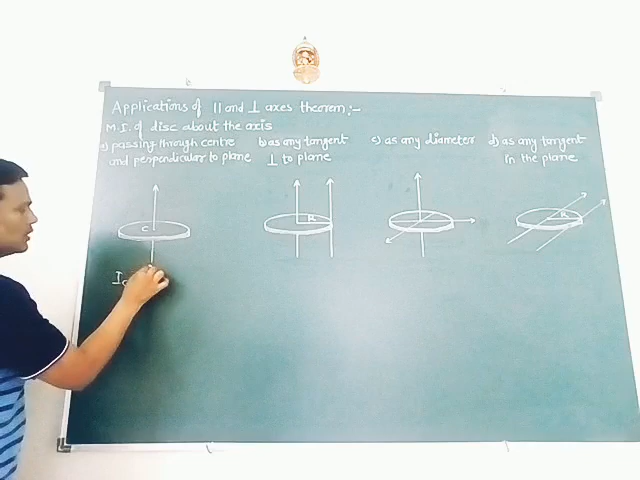 Applications of || and ⊥ axes theorem :-
M.I. of disc about the axis
a) passing through centre and perpendicular to plane
b) as any tangent ⊥ to plane
c) as any diameter
d) as any tangent in the plane
C
R
R
I